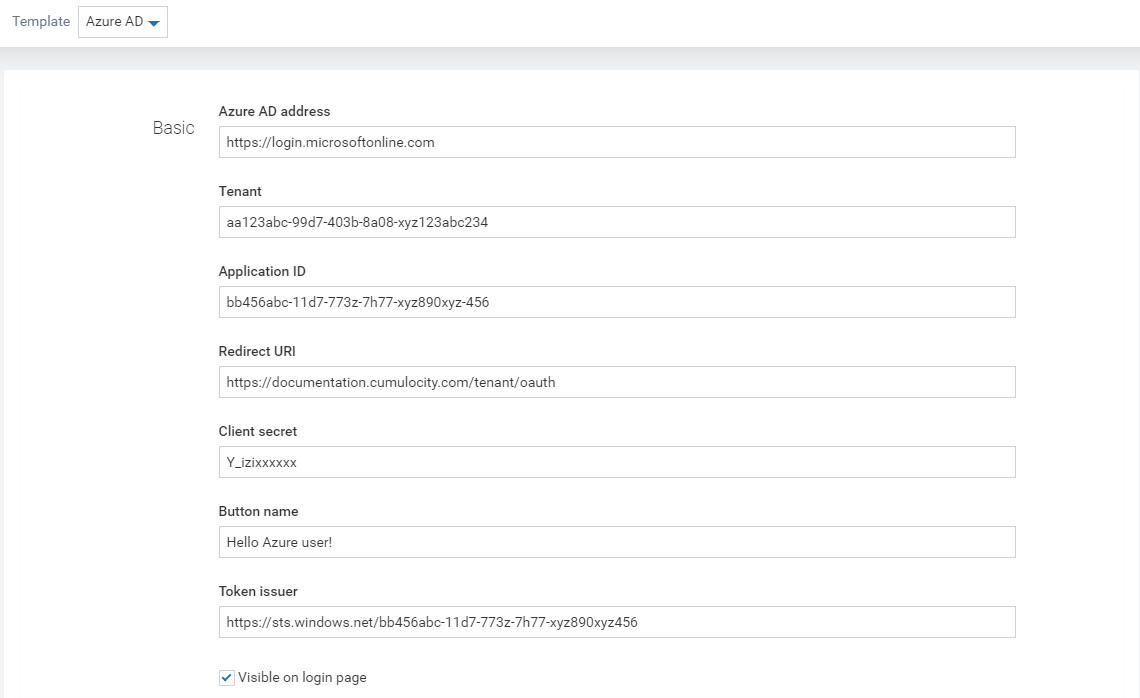 Template Azure AD
Basic
Azure AD address
https://login.microsoftonline.com
Tenant
aa123abc-99d7-403b-8a08-xyz123abc234
Application ID
bb456abc-11d7-773z-7h77-xyz890xyz-456
Redirect URI
https://documentation.cumulocity.com/tenant/oauth
Client secret
Y_izixxxxxx
Button name
Hello Azure user!
Token issuer
https://sts.windows.net/bb456abc-11d7-773z-7h77-xyz890xyz456
Visible on login page